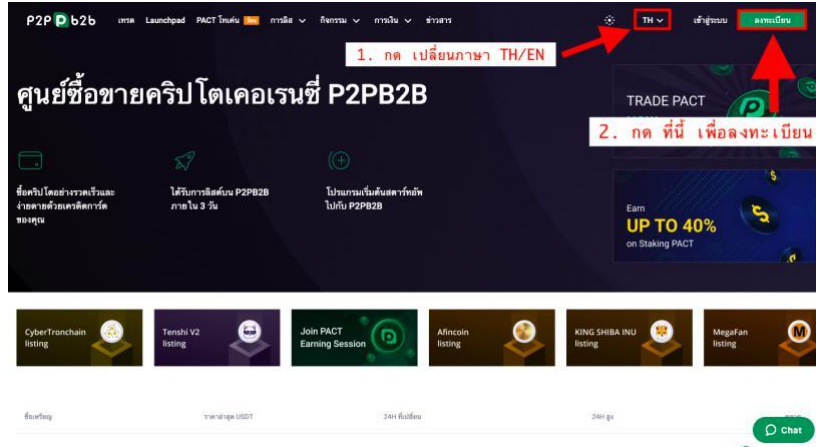 P2P b2b เทรด Launchpad PACT โทเค่น การลิส กิจกรรม การเงิน ข่าวสาร TH เข้าสู่ระบบ ลงทะเบียน
1. กด เปลี่ยนภาษา TH/EN
ศูนย์ซื้อขายคริปโตเคอเรนซี่ P2PB2B
TRADE PACT
2. กด ที่นี่ เพื่อลงทะเบียน
ซื้อคริปโตอย่างรวดเร็วและ
ง่ายดายด้วยเครดิตการ์ด
ของคุณ
ได้รับการลิสต์บน P2PB2B
ภายใน 3 วัน
โปรแกรมเริ่มต้นสตาร์ทอัพ
ไปกับ P2PB2B
Earn
UP TO 40%
on Staking PACT
CyberTronchain
listing
Tenshi V2
listing
Join PACT
Earning Session
Afincoin
listing
KING SHIBA INU
listing
MegaFan
listing
ชื่อเหรียญ ราคาล่าสุด USDT 24H ที่เปลี่ยน 24H สูง
Chat